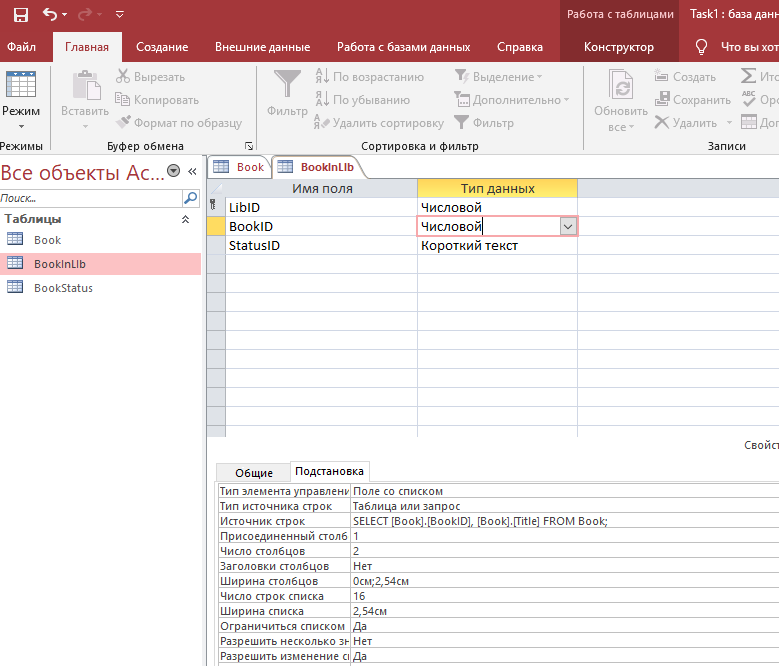 Работа с таблицами Task1 : база дан
Файл Главная Создание Внешние данные Работа с базами данных Справка Конструктор Что вы хот
Режим Вставить Вырезать Копировать Формат по образцу
Фильтр По возрастанию По убыванию Удалить сортировку Выделение Дополнительно Фильтр
Обновить все Создать Сохранить Удалить Ито Орф Доп
Режимы Буфер обмена Сортировка и фильтр Записи
Все объекты Ac... «
Поиск...
Таблицы
Book
BookInLib
BookStatus
Book BookInLib
Имя поля Тип данных
LibID Числовой
BookID Числовой
StatusID Короткий текст
Свойст
Общие Подстановка
Тип элемента управлени Поле со списком
Тип источника строк Таблица или запрос
Источник строк SELECT [Book].[BookID], [Book].[Title] FROM Book;
Присоединенный столб 1
Число столбцов 2
Заголовки столбцов Нет
Ширина столбцов 0см;2,54см
Число строк списка 16
Ширина списка 2,54см
Ограничиться списком Да
Разрешить несколько зн Нет
Разрешить изменение сп Да